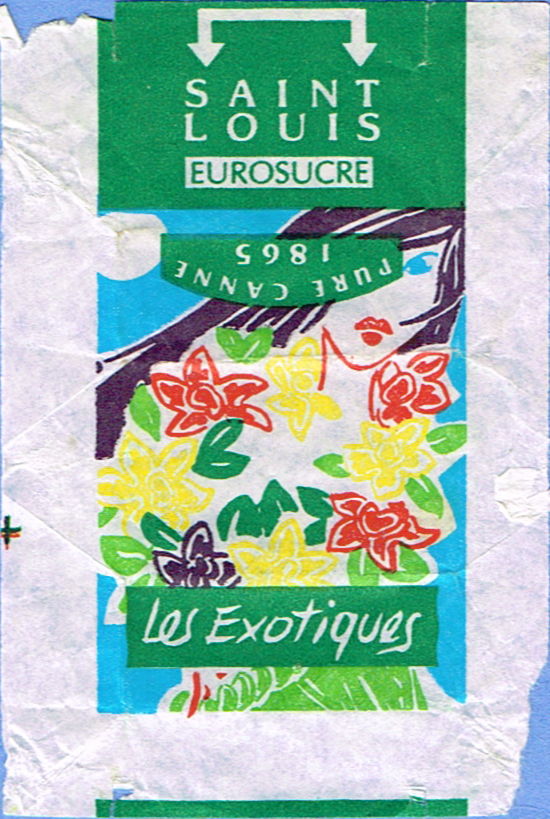 SAINT
LOUIS
EUROSUCRE
PURE CANNE
1865
Les Exotiques